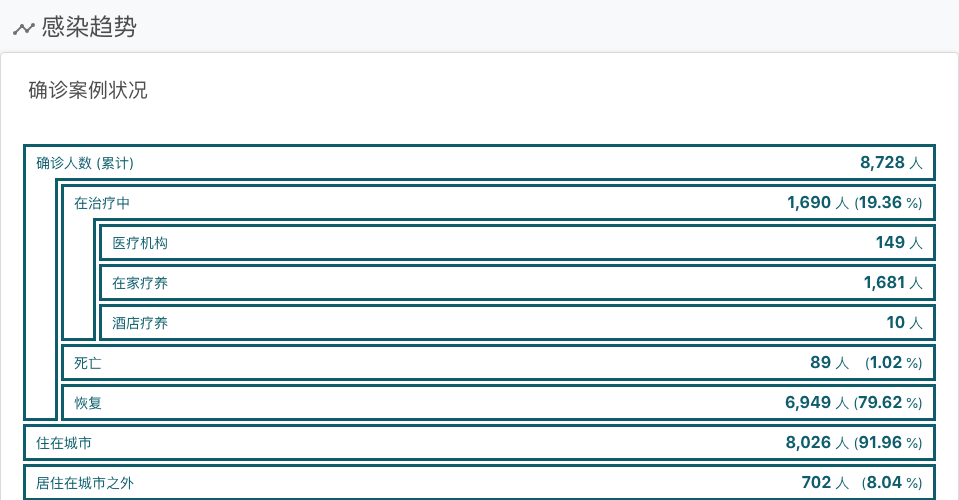 感染趋势
确诊案例状况
确诊人数 (累计) 8,728 人
在治疗中 1,690 人 (19.36 %)
医疗机构 149 人
在家疗养 1,681 人
酒店疗养 10 人
死亡 89 人 (1.02 %)
恢复 6,949 人 (79.62 %)
住在城市 8,026 人 (91.96 %)
居住在城市之外 702 人 (8.04 %)